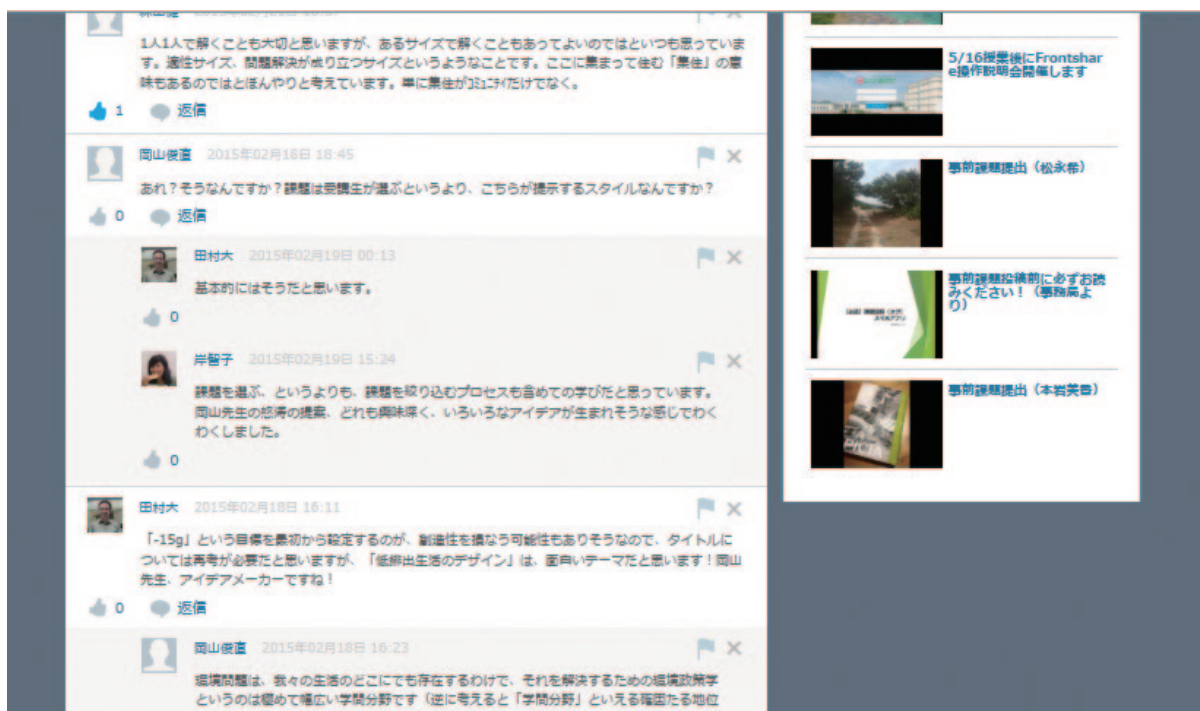 1人1人で解くことも大切と思いますが、あるサイズで解くこともあってよいのではといつも思っていま
す。適性サイズ、問題解決が成り立つサイズというようなことです。ここに集まって住む「集住」の意
味もあるのではとぼんやりと考えています。単に集住がｺﾐｭﾆﾃｨだけでなく。
1 返信
岡山俊直 2015年02月18日 18:45
あれ？そうなんですか？課題は受講生が選ぶというより、こちらが提示するスタイルなんですか？
0 返信
田村大 2015年02月19日 00:13
基本的にはそうだと思います。
0
岸智子 2015年02月19日 15:24
課題を選ぶ、というよりも、課題を絞り込むプロセスも含めての学びだと思っています。
岡山先生の怒涛の提案、どれも興味深く、いろいろなアイデアが生まれそうな感じでわく
わくしました。
0
田村大 2015年02月18日 16:11
「-15g」という目標を最初から設定するのが、創造性を損なう可能性もありそうなので、タイトルに
ついては再考が必要だと思いますが、「低排出生活のデザイン」は、面白いテーマだと思います！岡山
先生、アイデアメーカーですね！
0 返信
岡山俊直 2015年02月18日 16:23
環境問題は、我々の生活のどこにでも存在するわけで、それを解決するための環境政策学
というのは極めて幅広い学問分野です（逆に考えると「学問分野」といえる確固たる地位
5/16授業後にFrontshar
e操作説明会開催します
事前課題提出（松永希）
事前課題投稿前に必ずお読
みください！（事務局よ
り）
事前課題提出（本岩芙香）